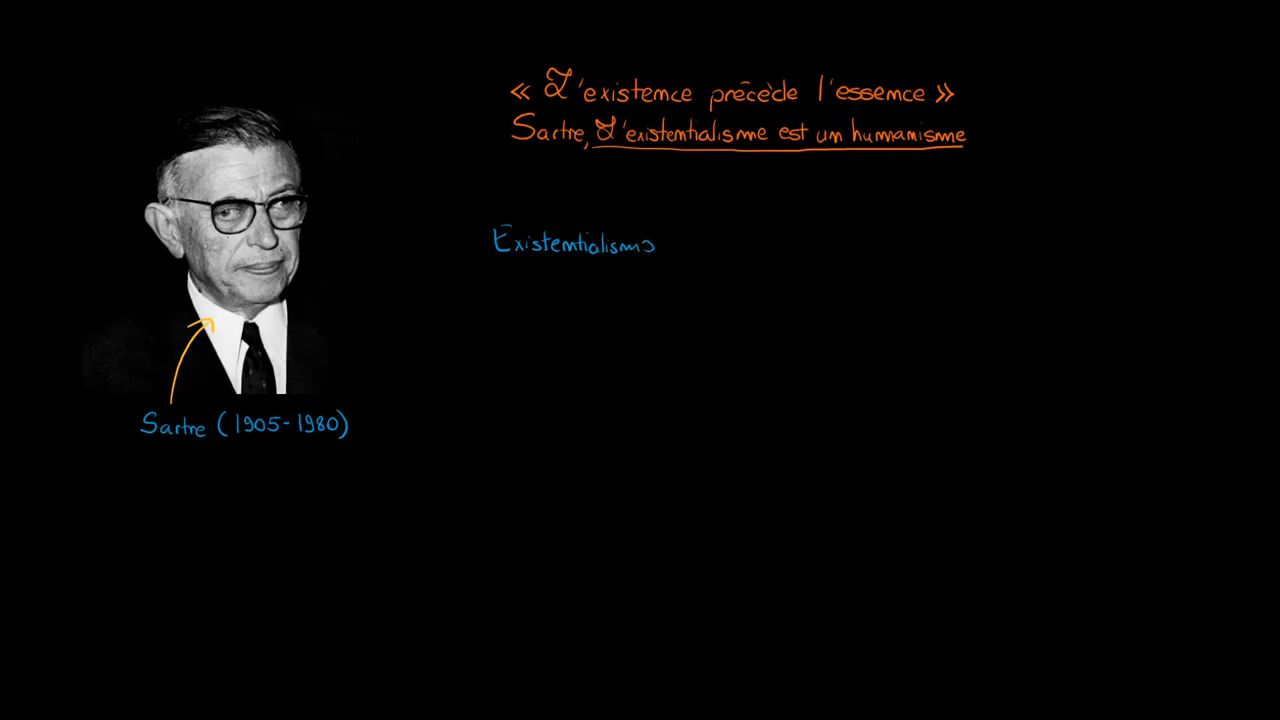 « L'existence précède l'essence »
Sartre, L'existentialisme est un humanisme
Existentialisme
Sartre (1905-1980)